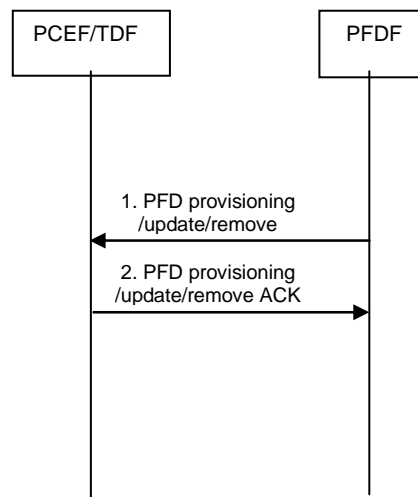 PCEF/TDF
PFDF
1. PFD provisioning
/update/remove
2. PFD provisioning
/update/remove ACK